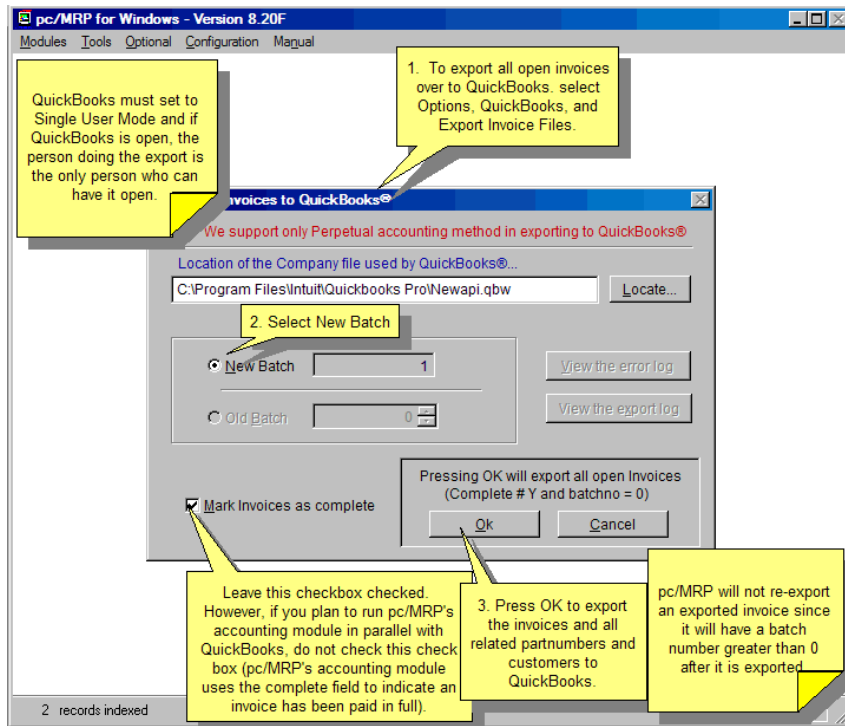 pc/MRP for Windows - Version 8.20F
Modules Tools Optional Configuration Manual
QuickBooks must set to
Single User Mode and if
QuickBooks is open, the
person doing the export is
the only person who can
have it open.
1. To export all open invoices
over to QuickBooks. select
Options, QuickBooks, and
Export Invoice Files.
nvoices to QuickBooks®
We support only Perpetual accounting method in exporting to QuickBooks®
Location of the Company file used by QuickBooks®...
C:\Program Files\Intuit\Quickbooks Pro\Newapi.qbw
Locate...
2. Select New Batch
New Batch 1
View the error log
Old Batch 0
View the export log
Pressing OK will export all open Invoices
(Complete # Y and batchno = 0)
Mark Invoices as complete
Ok Cancel
Leave this checkbox checked.
However, if you plan to run pc/MRP's
accounting module in parallel with
QuickBooks, do not check this check
box (pc/MRP's accounting module
uses the complete field to indicate an
invoice has been paid in full).
3. Press OK to export
the invoices and all
related partnumbers and
customers to
QuickBooks.
pc/MRP will not re-export
an exported invoice since
it will have a batch
number greater than 0
after it is exported.
2 records indexed